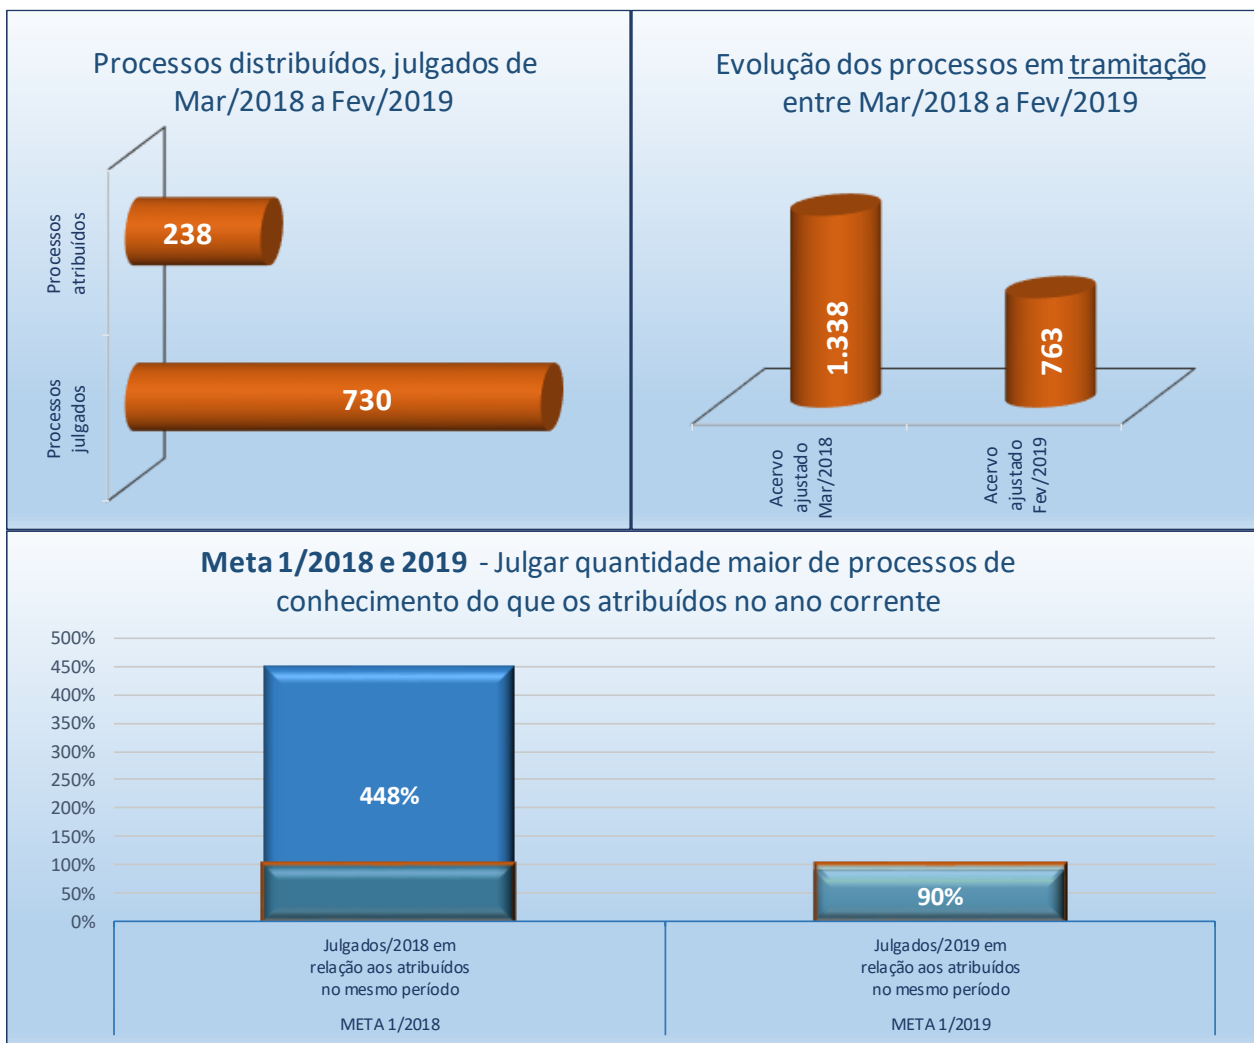 Processos distribuídos, julgados de
Mar/2018 a Fev/2019
Processos
atribuídos
238
Processos
julgados
730
Evolução dos processos em tramitação
entre Mar/2018 a Fev/2019
1.338
763
Acervo
ajustado
Mar/2018
Acervo
ajustado
Fev/2019
Meta 1/2018 e 2019 - Julgar quantidade maior de processos de
conhecimento do que os atribuídos no ano corrente
500%
450%
400%
350%
300%
250%
200%
150%
100%
50%
0%
448%
90%
Julgados/2018 em
relação aos atribuídos
no mesmo período
META 1/2018
Julgados/2019 em
relação aos atribuídos
no mesmo período
META 1/2019